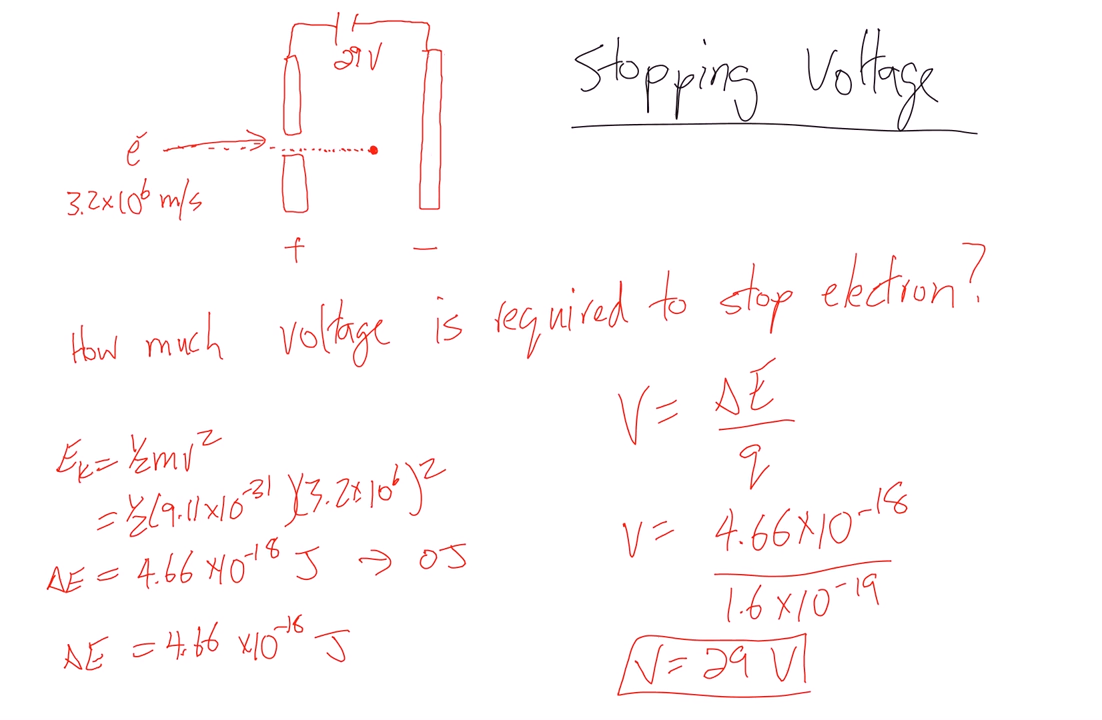 29V
Stopping Voltage
e⁻
3.2×10⁶ m/s
+ −
How much voltage is required to stop electron?
V = ΔE/q
Eₖ = ½mv²
= ½(9.11×10⁻³¹)(3.2×10⁶)²
ΔE = 4.66×10⁻¹⁸ J → 0J
ΔE = 4.66×10⁻¹⁸ J
V = 4.66×10⁻¹⁸/1.6×10⁻¹⁹
V = 29 V